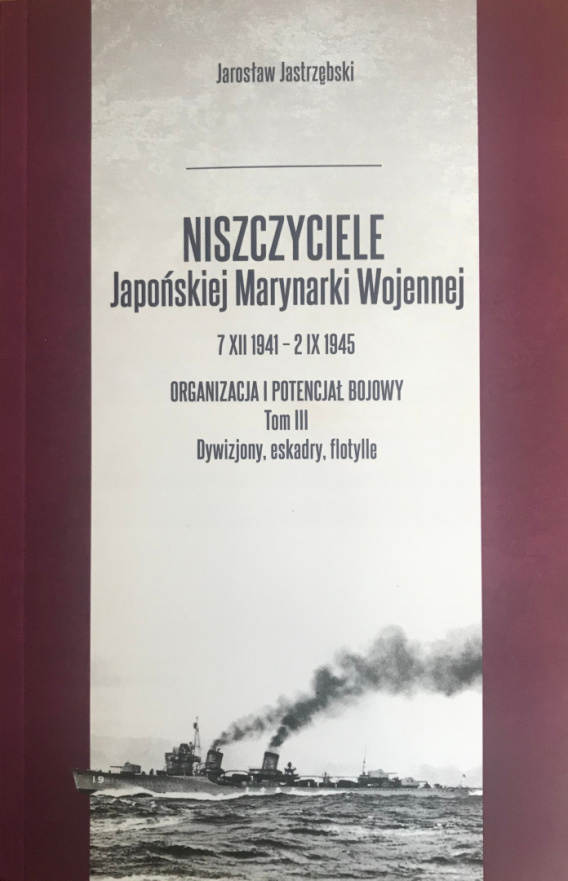 Jarosław Jastrzębski
NISZCZYCIELE
Japońskiej Marynarki Wojennej
7 XII 1941 – 2 IX 1945
ORGANIZACJA I POTENCJAŁ BOJOWY
Tom III
Dywizjony, eskadry, flotylle
19